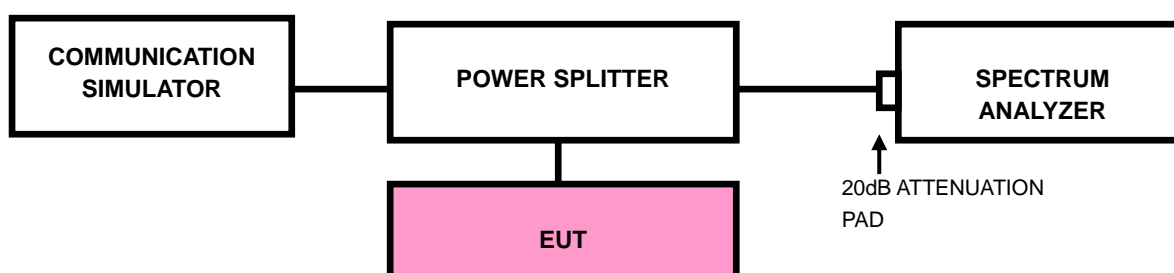 COMMUNICATION
SIMULATOR
POWER SPLITTER
SPECTRUM
ANALYZER
20dB ATTENUATION
PAD
EUT